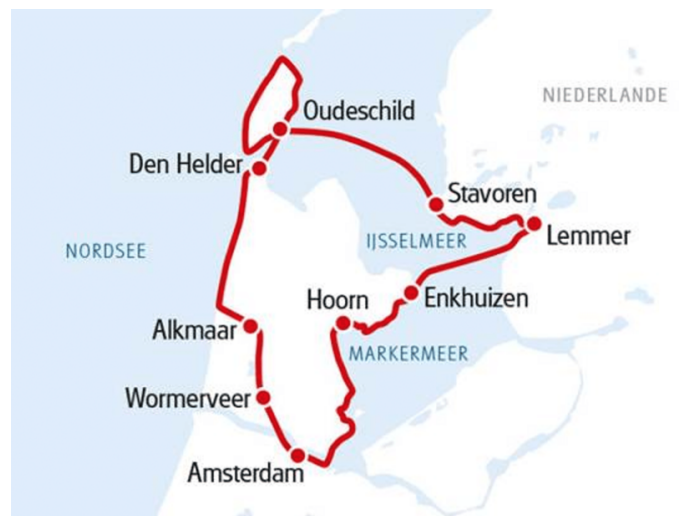 NIEDERLANDE
Oudeschild
Den Helder
Stavoren
Lemmer
IJSSELMEER
NORDSEE
Enkhuizen
Hoorn
Alkmaar
MARKERMEER
Wormerveer
Amsterdam